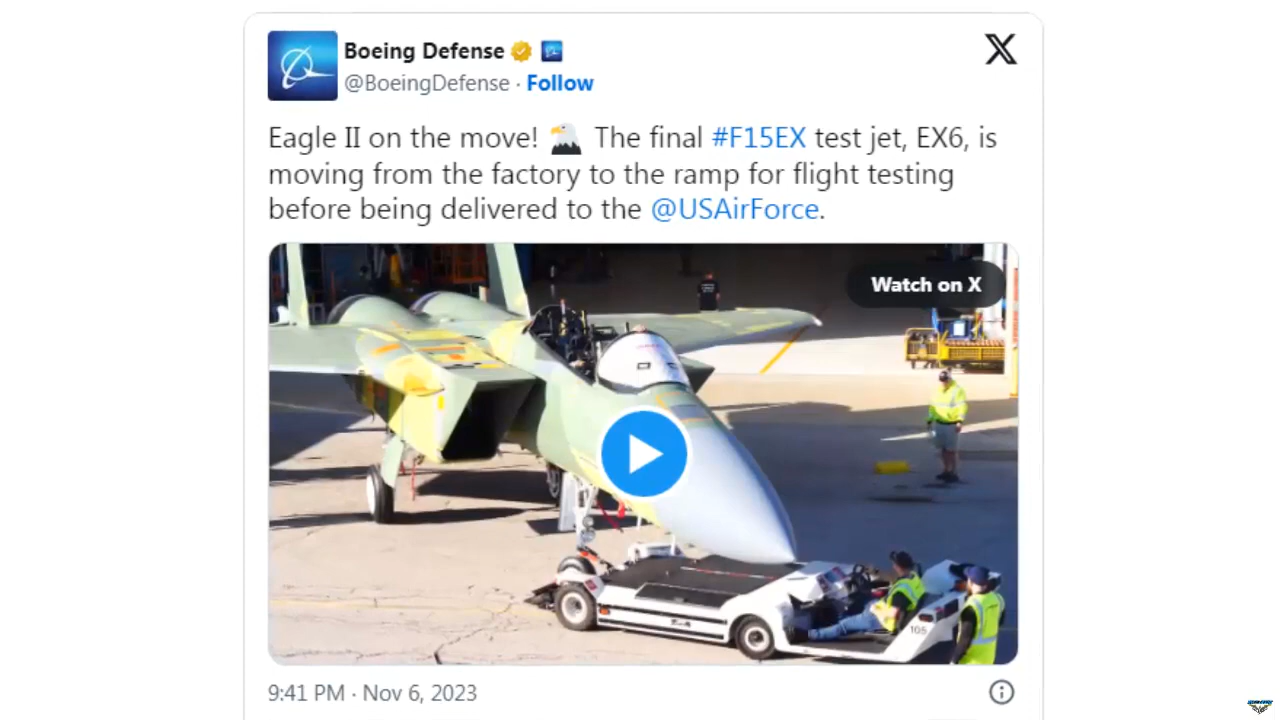 Boeing Defense
@BoeingDefense · Follow
X
Eagle II on the move! 🦅 The final #F15EX test jet, EX6, is
moving from the factory to the ramp for flight testing
before being delivered to the @USAirForce.
Watch on X
105
9:41 PM · Nov 6, 2023